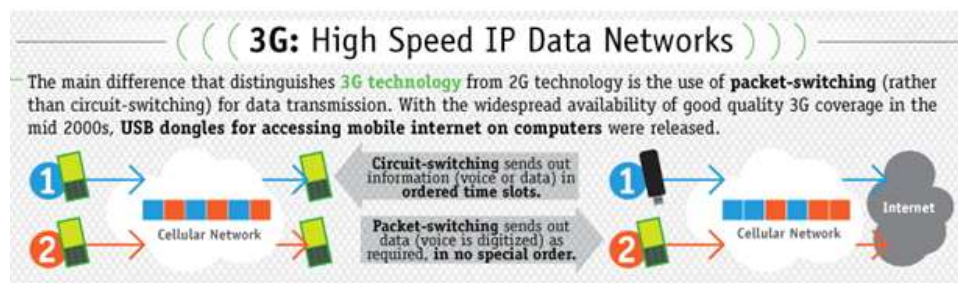 3G: High Speed IP Data Networks
The main difference that distinguishes 3G technology from 2G technology is the use of packet-switching (rather
than circuit-switching) for data transmission. With the widespread availability of good quality 3G coverage in the
mid 2000s, USB dongles for accessing mobile internet on computers were released.
1
2
Cellular Network
Circuit-switching sends out
information (voice or data) in
ordered time slots.
Packet-switching sends out
data (voice is digitized) as
required, in no special order.
1
2
Cellular Network
Internet